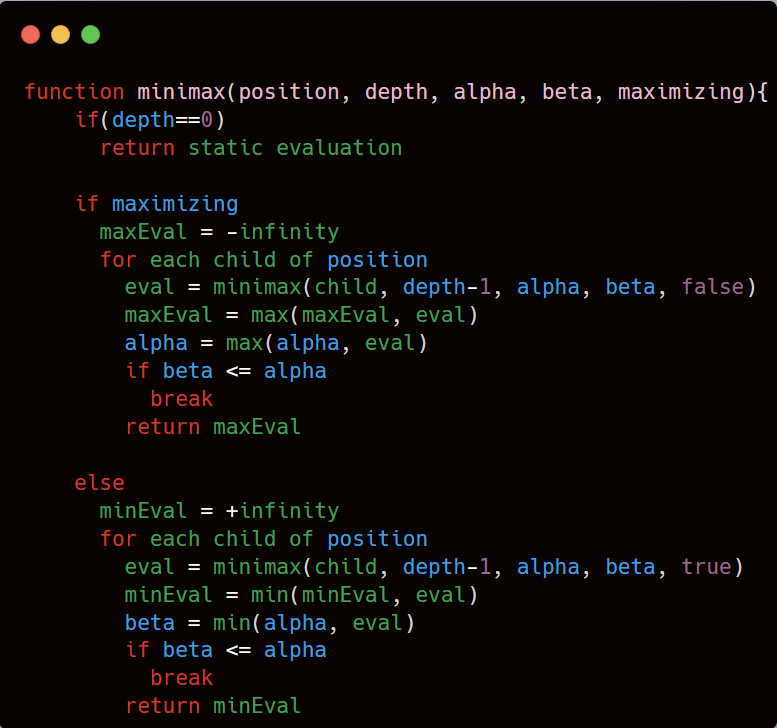 function minimax(position, depth, alpha, beta, maximizing){
if(depth==0)
return static evaluation
if maximizing
maxEval = -infinity
for each child of position
eval = minimax(child, depth-1, alpha, beta, false)
maxEval = max(maxEval, eval)
alpha = max(alpha, eval)
if beta <= alpha
break
return maxEval
else
minEval = +infinity
for each child of position
eval = minimax(child, depth-1, alpha, beta, true)
minEval = min(minEval, eval)
beta = min(alpha, eval)
if beta <= alpha
break
return minEval